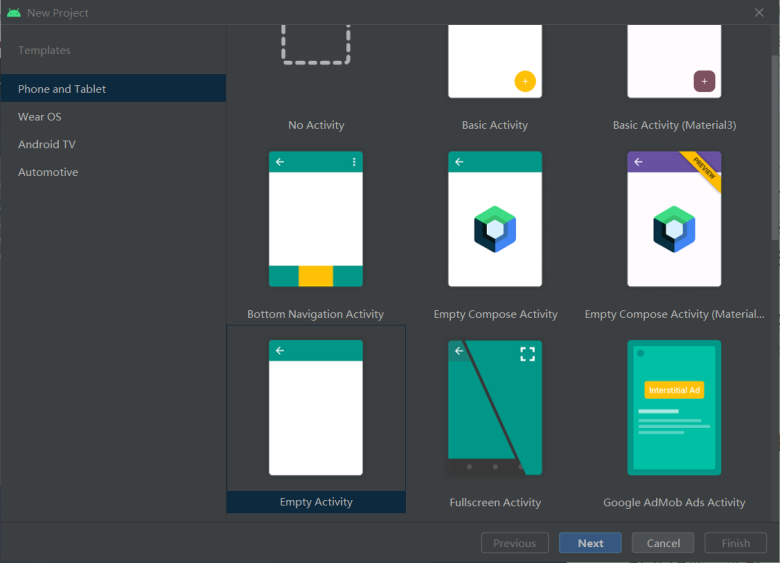 New Project
Templates
Phone and Tablet
Wear OS
Android TV
Automotive
No Activity
Basic Activity
Basic Activity (Material3)
PREVIEW
Bottom Navigation Activity
Empty Compose Activity
Empty Compose Activity (Material...
Interstitial Ad
Empty Activity
Fullscreen Activity
Google AdMob Ads Activity
Previous
Next
Cancel
Finish